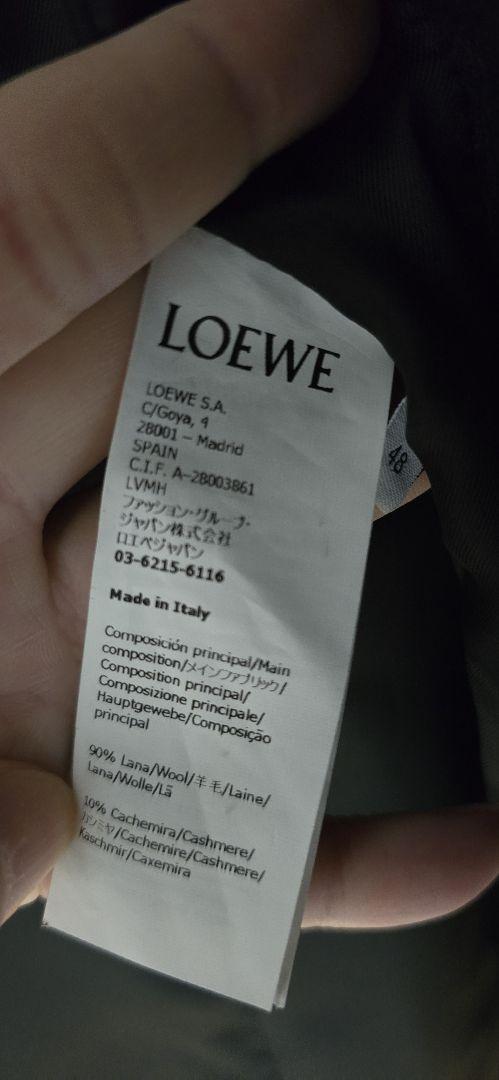 LOEWE
LOEWE S.A.
C/Goya, 4
28001 – Madrid
SPAIN
C.I.F. A–28003861
LVMH
ファッション・グループ・
ジャパン株式会社
ロエベジャパン
03-6215-6116
Made in Italy
Composición principal/Main
composition/メインファブリック/
Composition principal/
Composizione principale/
Hauptgewebe/Composição
principal
90% Lana/Wool/羊毛/Laine/
Lana/Wolle/Lã
10% Cachemira/Cashmere/
カシミヤ/Cachemire/Cashmere/
Kaschmir/Caxemira
48